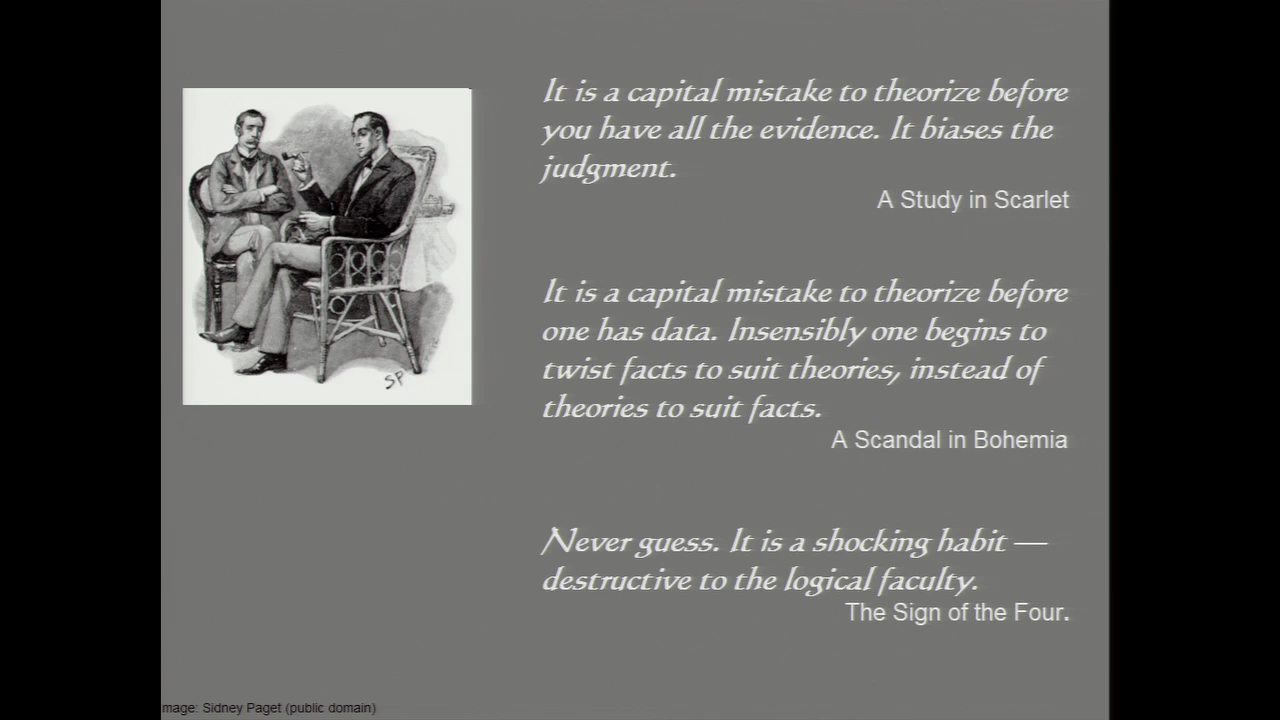 It is a capital mistake to theorize before
you have all the evidence. It biases the
judgment.
A Study in Scarlet
It is a capital mistake to theorize before
one has data. Insensibly one begins to
twist facts to suit theories, instead of
theories to suit facts.
A Scandal in Bohemia
Never guess. It is a shocking habit —
destructive to the logical faculty.
The Sign of the Four.
SP
mage: Sidney Paget (public domain)